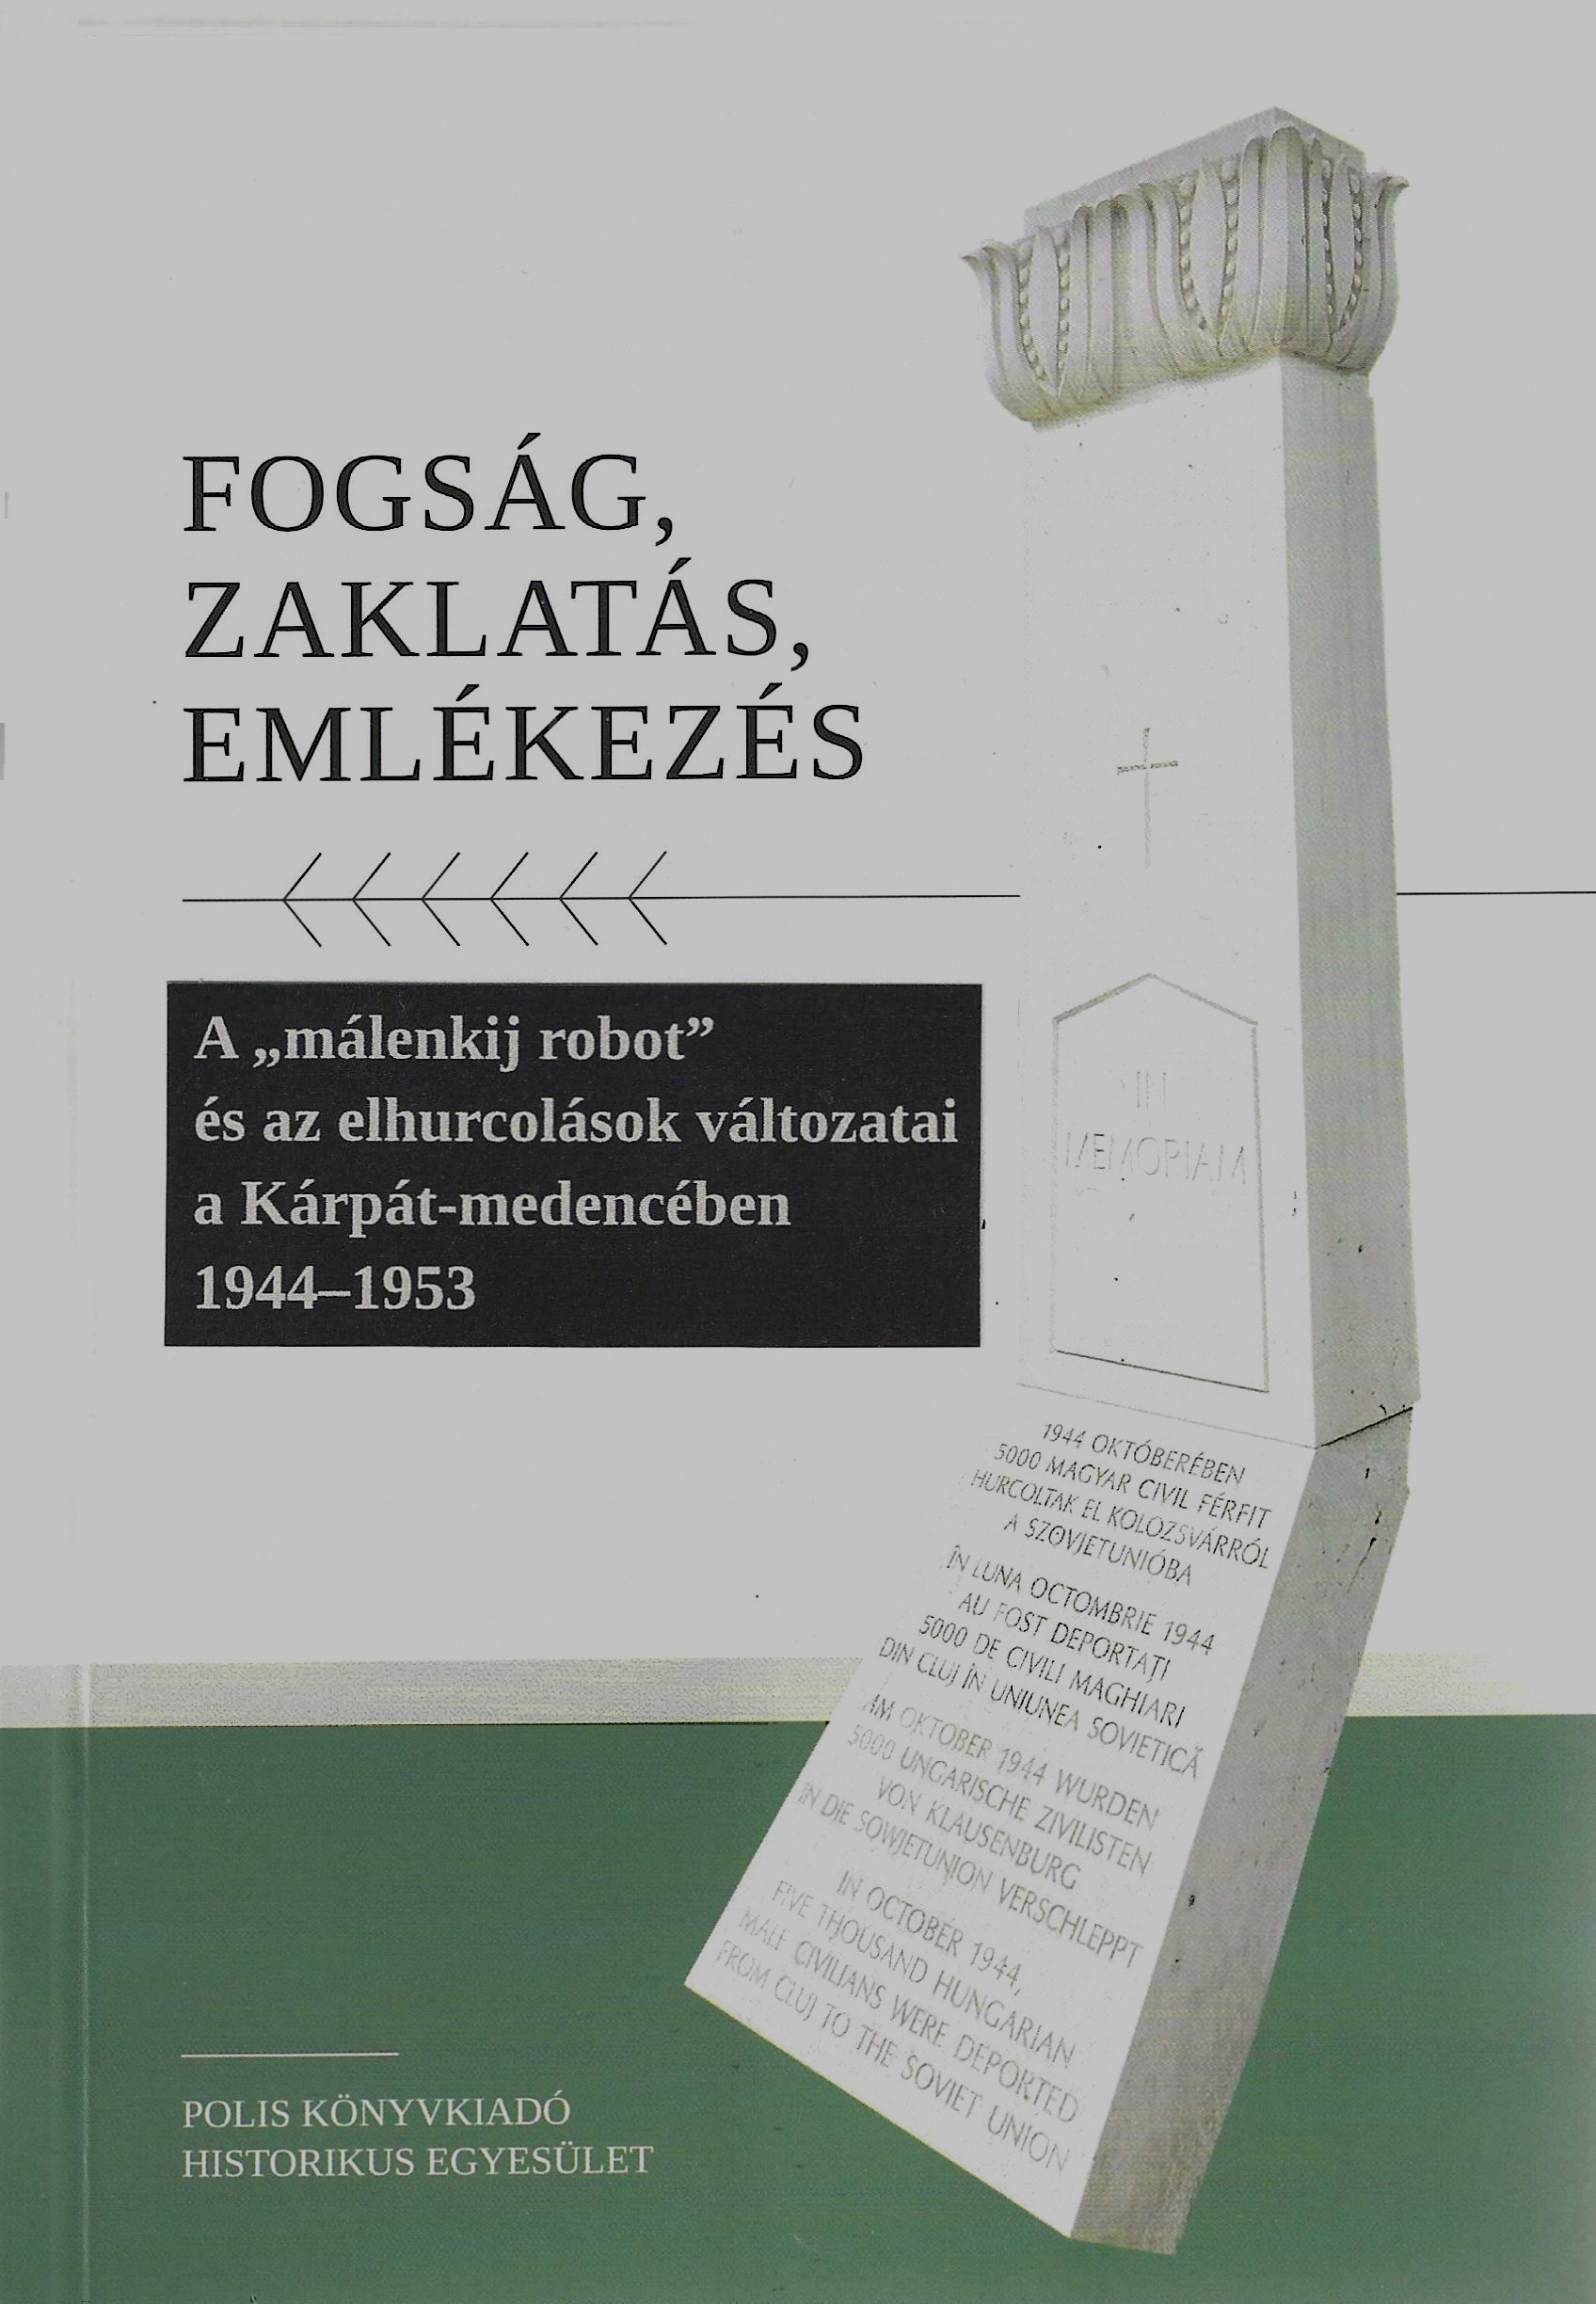 FOGSÁG,
ZAKLATÁS,
EMLÉKEZÉS
A „málenkij robot”
és az elhurcolások változatai
a Kárpát-medencében
1944–1953
IN
MEMORIAM
1944 OKTÓBERÉBEN
5000 MAGYAR CIVIL FÉRFIT
HURCOLTAK EL KOLOZSVÁRRÓL
A SZOVJETUNIÓBA
ÎN LUNA OCTOMBRIE 1944
AU FOST DEPORTAȚI
5000 DE CIVILI MAGHIARI
DIN CLUJ ÎN UNIUNEA SOVIETICĂ
IM OKTOBER 1944 WURDEN
5000 UNGARISCHE ZIVILISTEN
VON KLAUSENBURG
IN DIE SOWJETUNION VERSCHLEPPT
IN OCTOBER 1944,
FIVE THOUSAND HUNGARIAN
MALE CIVILIANS WERE DEPORTED
FROM CLUJ TO THE SOVIET UNION
POLIS KÖNYVKIADÓ
HISTORIKUS EGYESÜLET